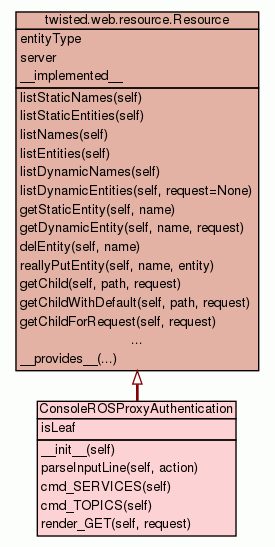 twisted.web.resource.Resource
entityType
server
__implemented__
listStaticNames(self)
listStaticEntities(self)
listNames(self)
listEntities(self)
listDynamicNames(self)
listDynamicEntities(self, request=None)
getStaticEntity(self, name)
getDynamicEntity(self, name, request)
delEntity(self, name)
reallyPutEntity(self, name, entity)
getChild(self, path, request)
getChildWithDefault(self, path, request)
getChildForRequest(self, request)
...
__provides__(...)
ConsoleROSProxyAuthentication
isLeaf
__init__(self)
parseInputLine(self, action)
cmd_SERVICES(self)
cmd_TOPICS(self)
render_GET(self, request)